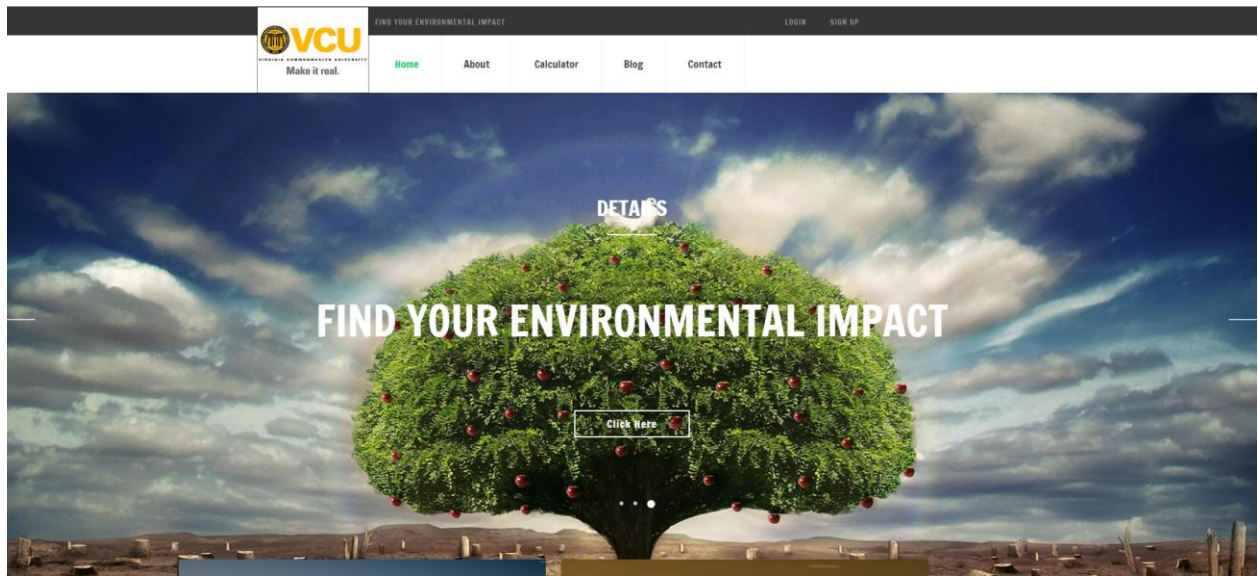 FIND YOUR ENVIRONMENTAL IMPACT
LOGIN SIGN UP
VCU
VIRGINIA COMMONWEALTH UNIVERSITY
Make it real.
Home About Calculator Blog Contact
DETAILS
FIND YOUR ENVIRONMENTAL IMPACT
Click Here